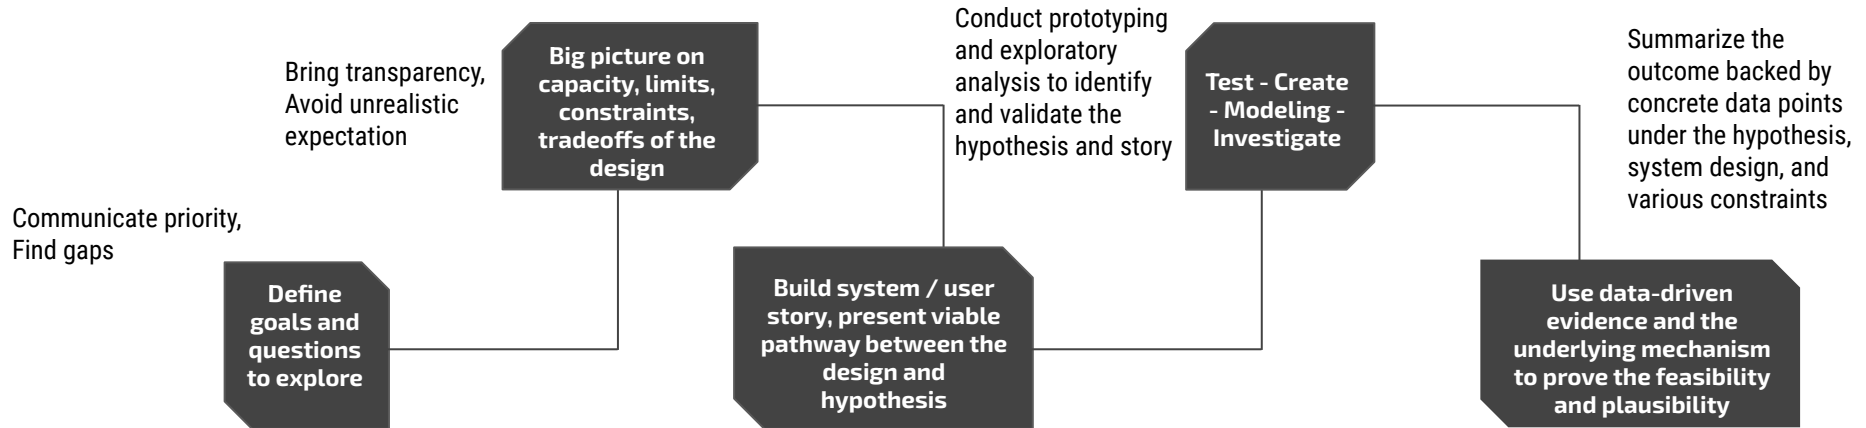 Communicate priority,
Find gaps
Define
goals and
questions
to explore
Bring transparency,
Avoid unrealistic
expectation
Big picture on
capacity, limits,
constraints,
tradeoffs of the
design
Build system / user
story, present viable
pathway between the
design and
hypothesis
Conduct prototyping
and exploratory
analysis to identify
and validate the
hypothesis and story
Test - Create
- Modeling -
Investigate
Summarize the
outcome backed by
concrete data points
under the hypothesis,
system design, and
various constraints
Use data-driven
evidence and the
underlying mechanism
to prove the feasibility
and plausibility